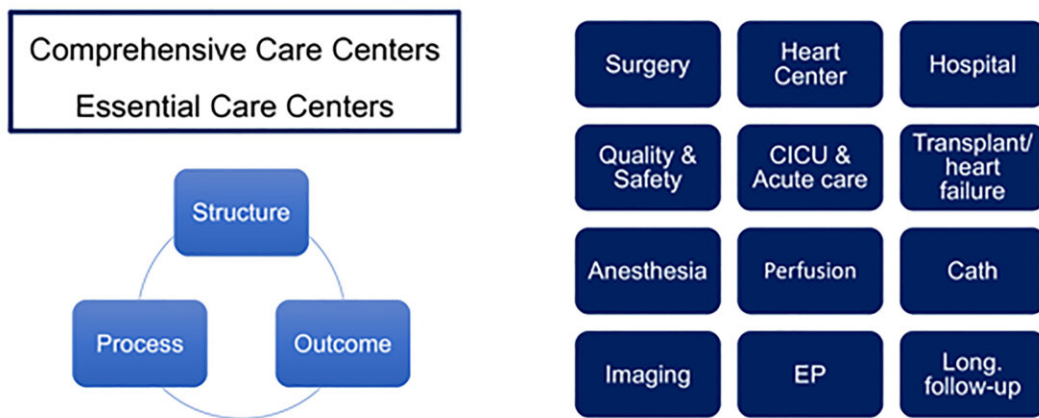 Comprehensive Care Centers
Essential Care Centers
Structure
Process
Outcome
Surgery
Heart
Center
Hospital
Quality &
Safety
CICU &
Acute care
Transplant/
heart
failure
Anesthesia
Perfusion
Cath
Imaging
EP
Long.
follow-up